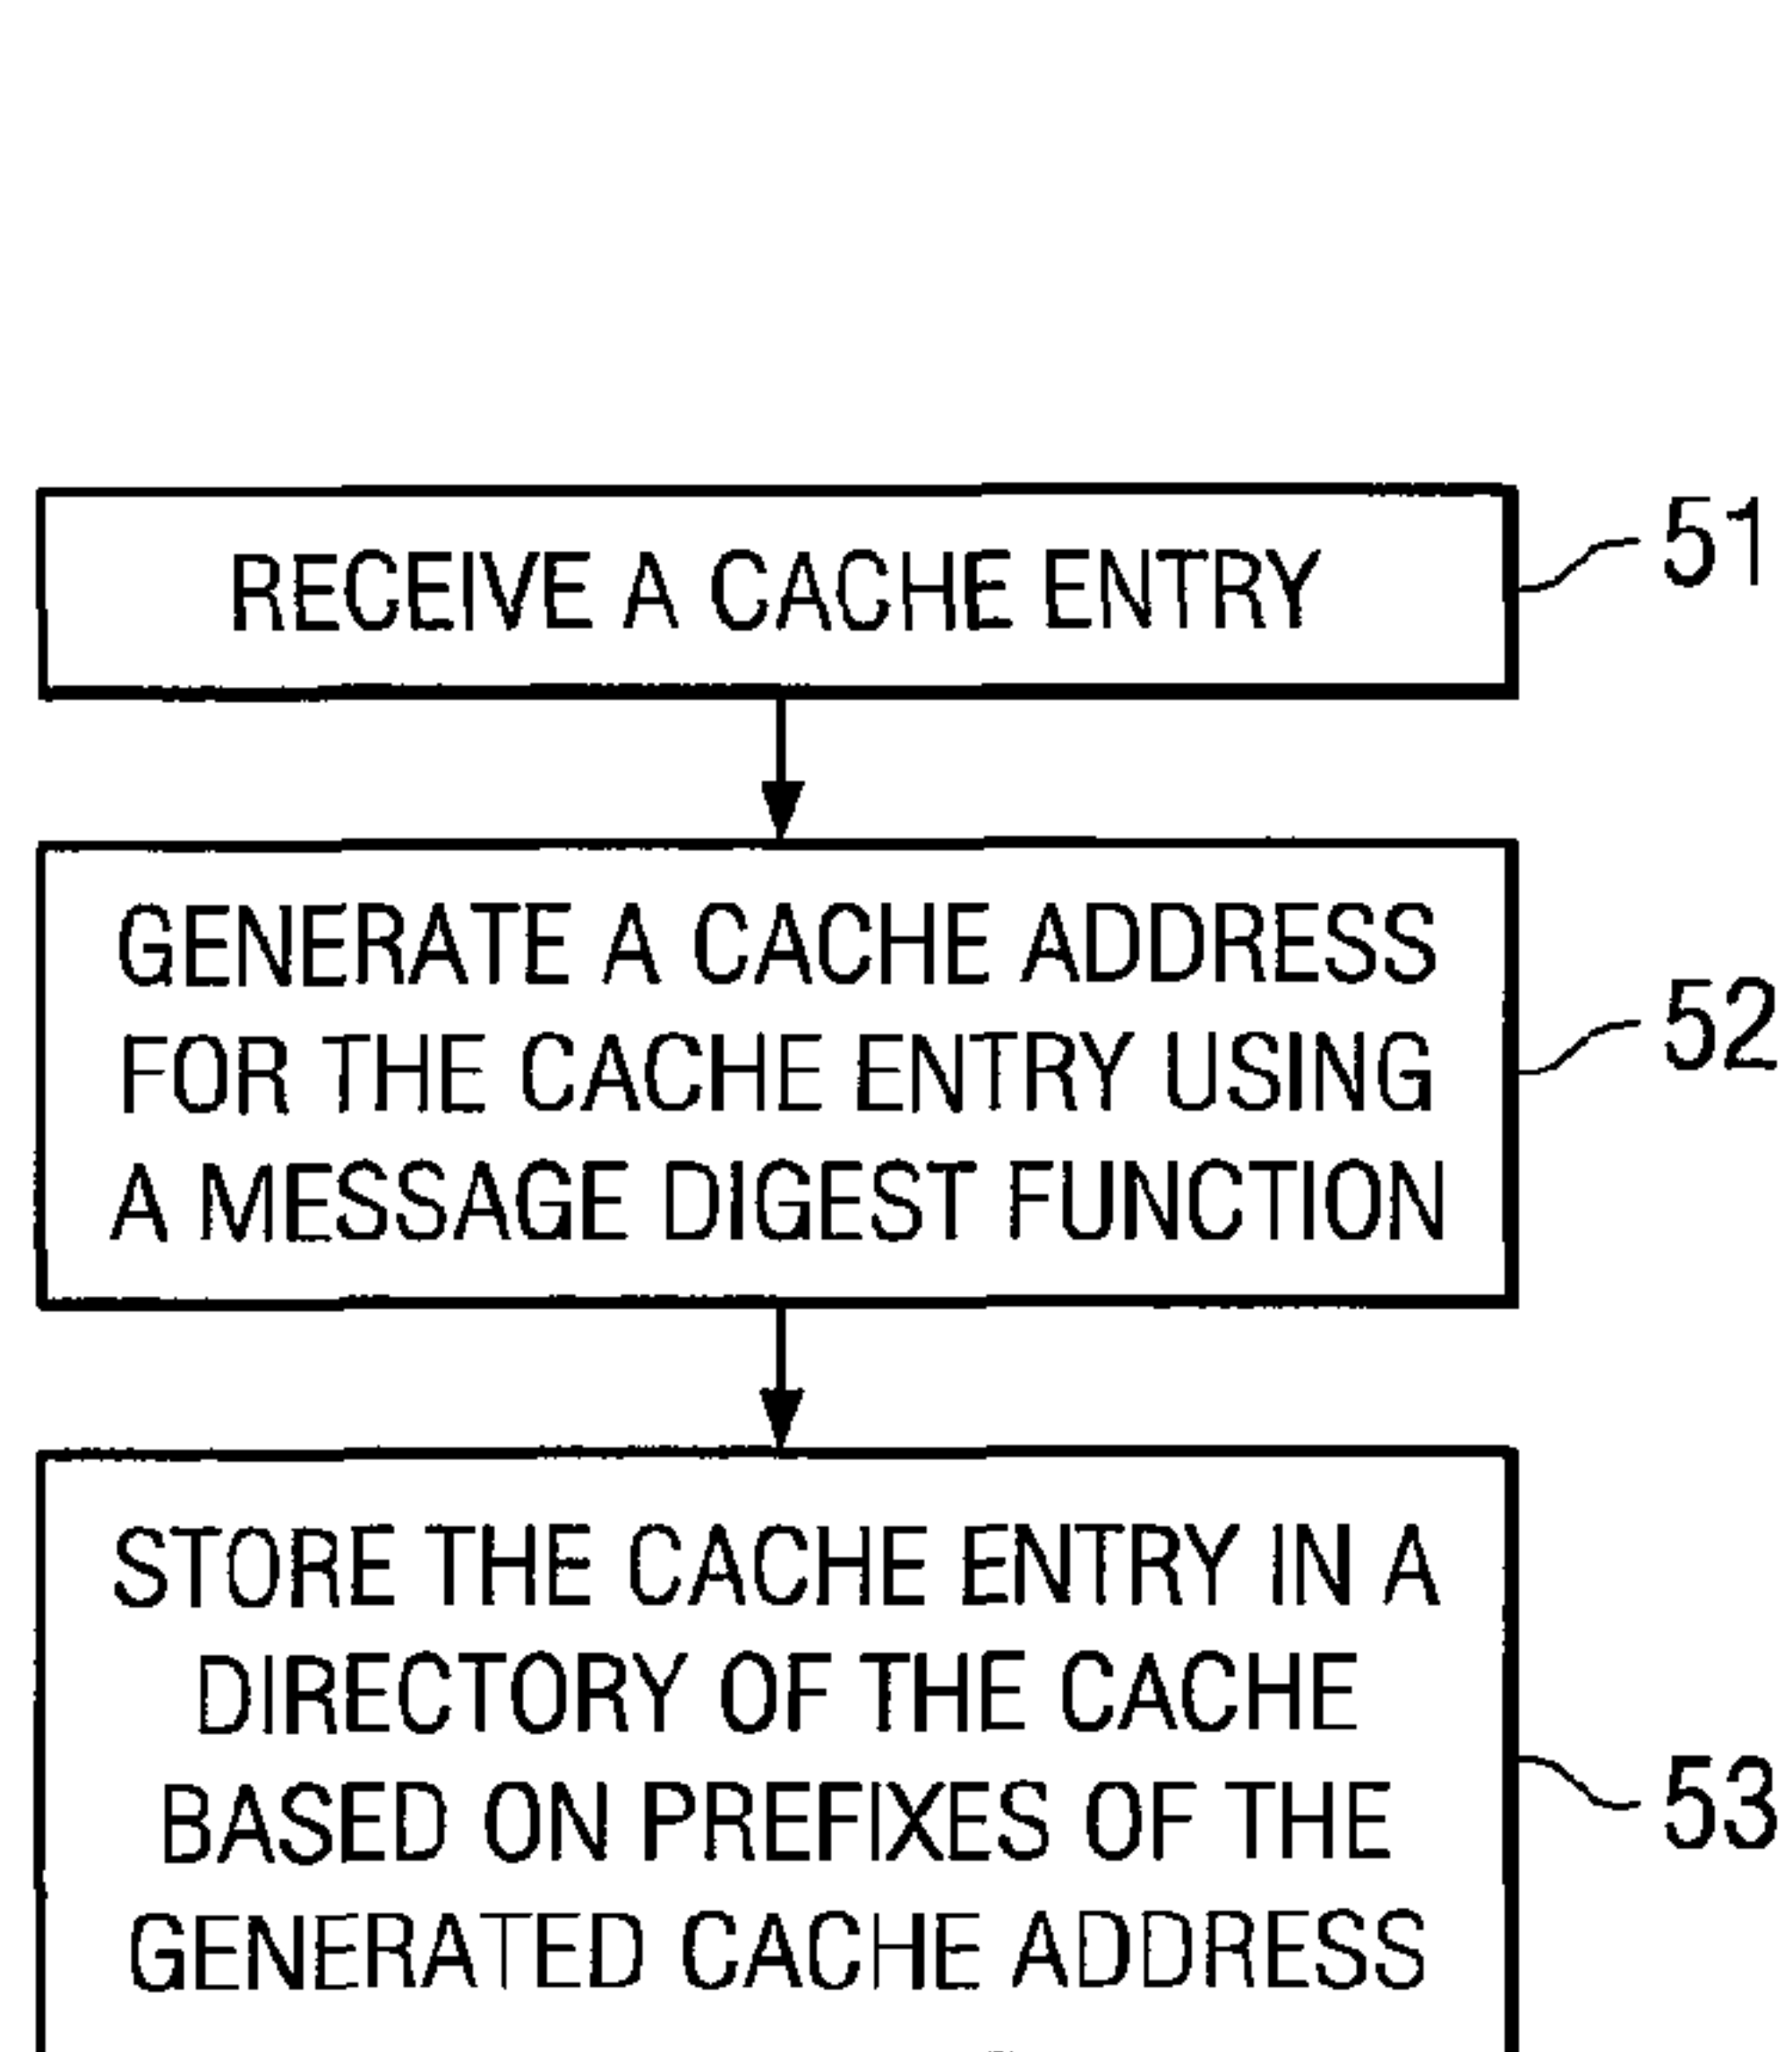 RECEIVE A CACHE ENTRY
51
GENERATE A CACHE ADDRESS
FOR THE CACHE ENTRY USING
A MESSAGE DIGEST FUNCTION
52
STORE THE CACHE ENTRY IN A
DIRECTORY OF THE CACHE
BASED ON PREFIXES OF THE
GENERATED CACHE ADDRESS
53